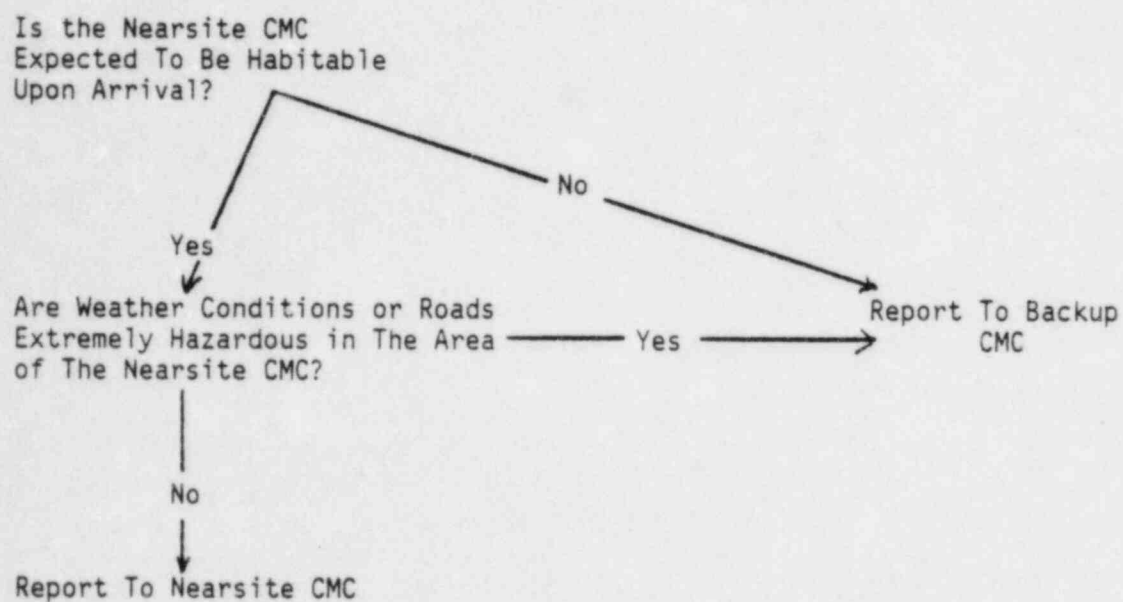 Is the Nearsite CMC
Expected To Be Habitable
Upon Arrival?
No
Yes
Are Weather Conditions or Roads
Extremely Hazardous in The Area
of The Nearsite CMC?
Yes
Report To Backup
CMC
No
Report To Nearsite CMC